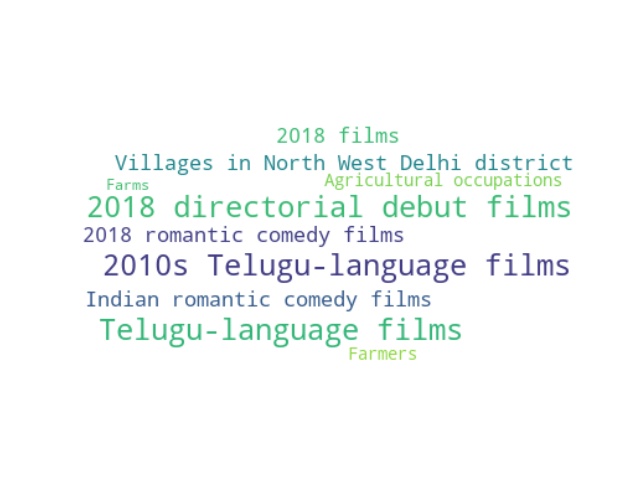 2018 films
Villages in North West Delhi district
Agricultural occupations
Farms
2018 directorial debut films
2018 romantic comedy films
2010s Telugu-language films
Indian romantic comedy films
Telugu-language films
Farmers